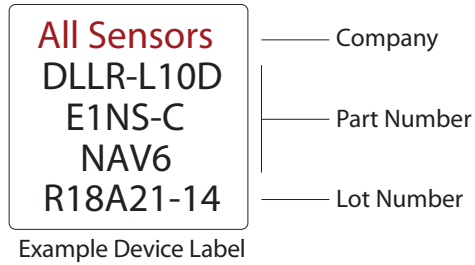 All Sensors
DLLR-L10D
E1NS-C
NAV6
R18A21-14
Company
Part Number
Lot Number
Example Device Label